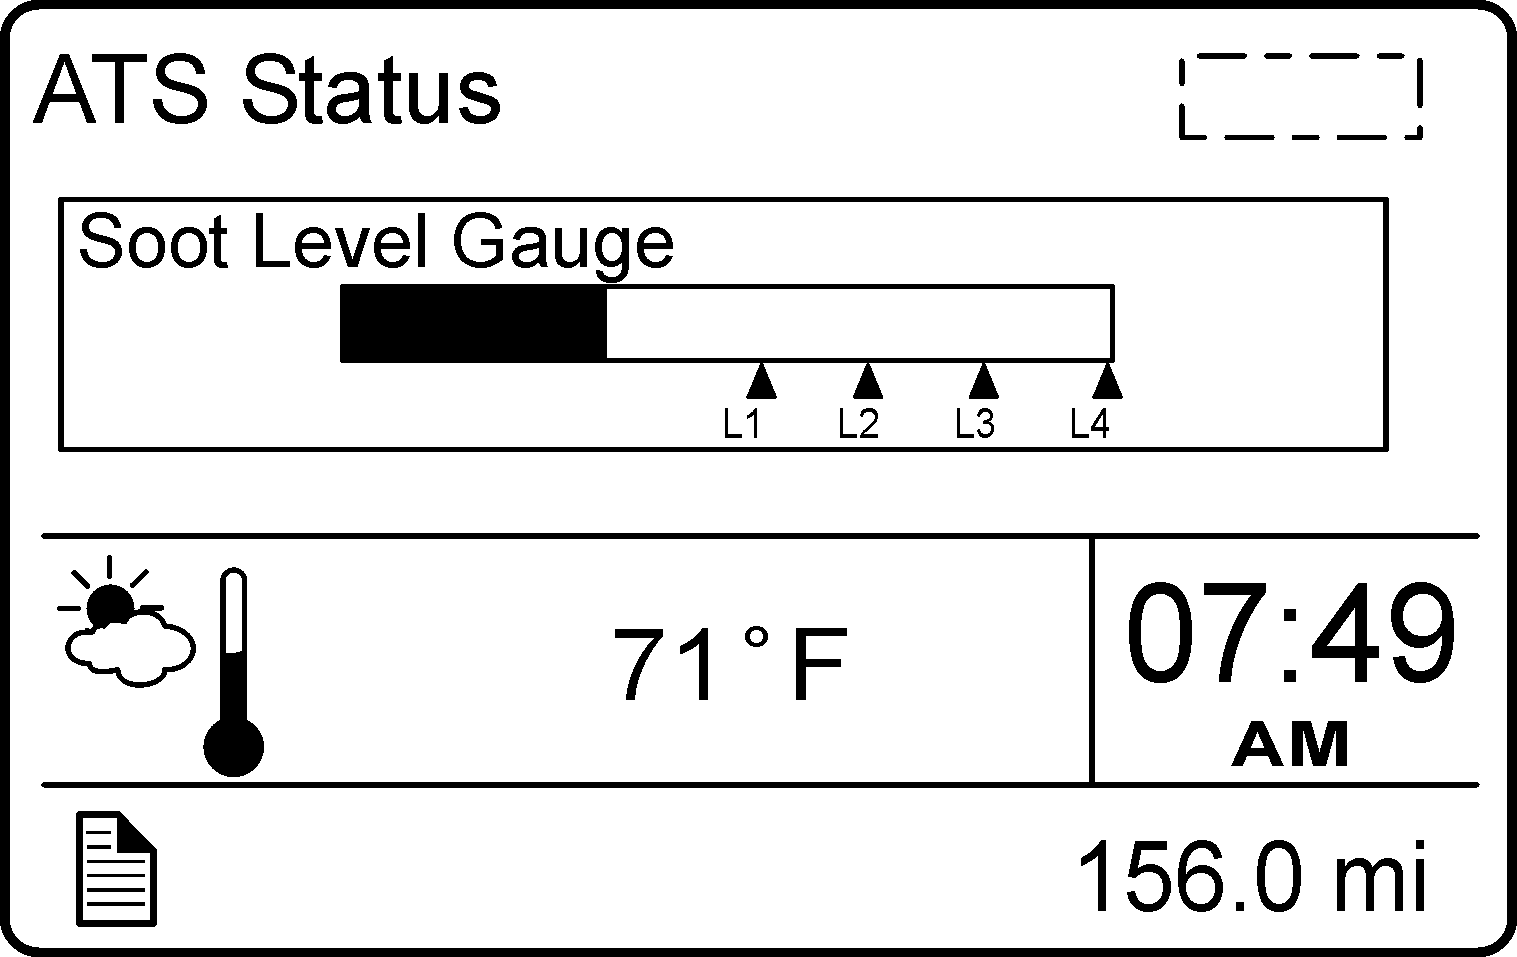 ATS Status
Soot Level Gauge
L1 L2 L3 L4
71°F
07:49
AM
156.0 mi